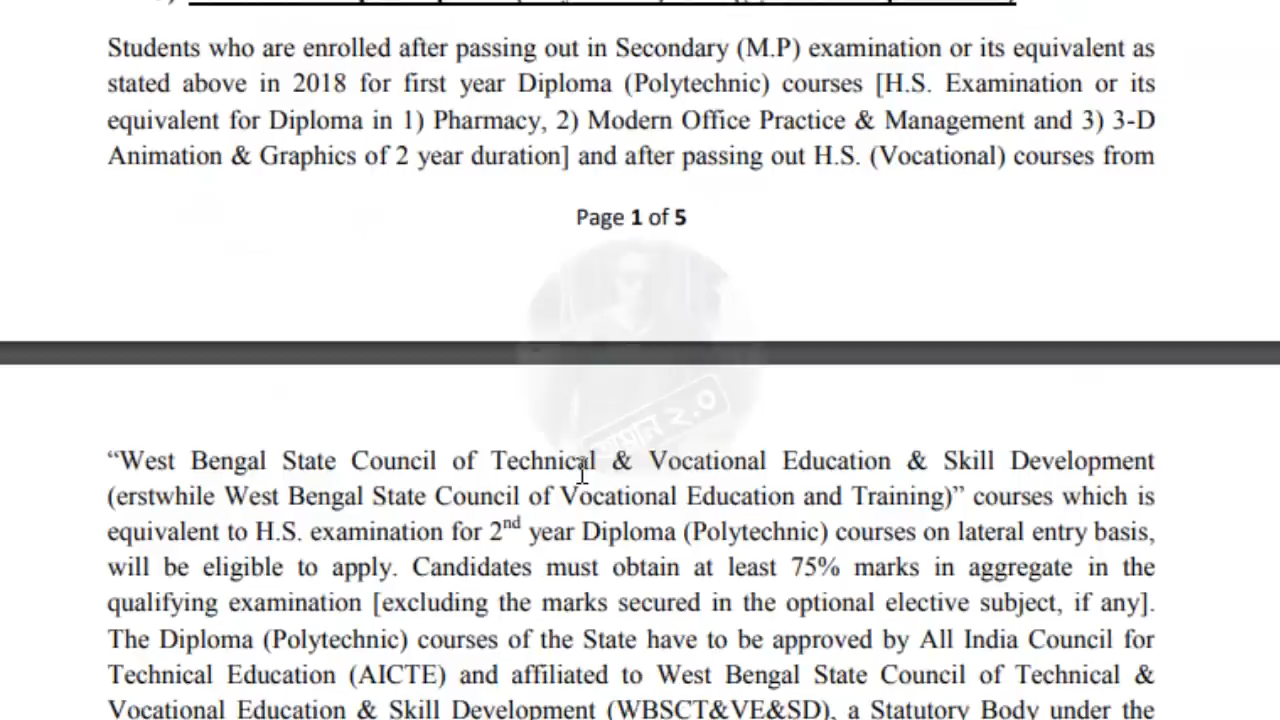 Students who are enrolled after passing out in Secondary (M.P) examination or its equivalent as
stated above in 2018 for first year Diploma (Polytechnic) courses [H.S. Examination or its
equivalent for Diploma in 1) Pharmacy, 2) Modern Office Practice & Management and 3) 3-D
Animation & Graphics of 2 year duration] and after passing out H.S. (Vocational) courses from
Page 1 of 5
২.০
“West Bengal State Council of Technical & Vocational Education & Skill Development
(erstwhile West Bengal State Council of Vocational Education and Training)” courses which is
equivalent to H.S. examination for 2nd year Diploma (Polytechnic) courses on lateral entry basis,
will be eligible to apply. Candidates must obtain at least 75% marks in aggregate in the
qualifying examination [excluding the marks secured in the optional elective subject, if any].
The Diploma (Polytechnic) courses of the State have to be approved by All India Council for
Technical Education (AICTE) and affiliated to West Bengal State Council of Technical &
Vocational Education & Skill Development (WBSCT&VE&SD), a Statutory Body under the